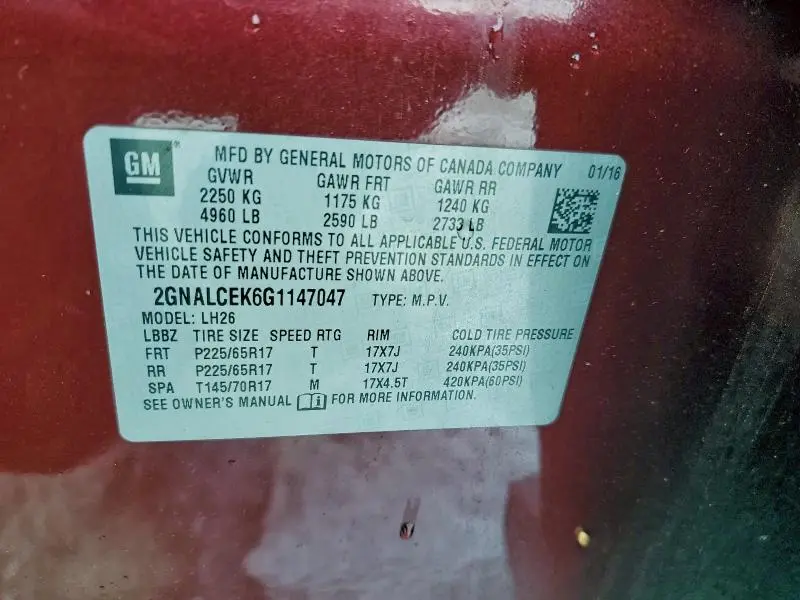 GM® MFD BY GENERAL MOTORS OF CANADA COMPANY 01/16
GVWR GAWR FRT GAWR RR
2250 KG 1175 KG 1240 KG
4960 LB 2590 LB 2733 LB
THIS VEHICLE CONFORMS TO ALL APPLICABLE U.S. FEDERAL MOTOR
VEHICLE SAFETY AND THEFT PREVENTION STANDARDS IN EFFECT ON
THE DATE OF MANUFACTURE SHOWN ABOVE.
2GNALCEK6G1147047 TYPE: M.P.V.
MODEL: LH26
LBBZ TIRE SIZE SPEED RTG RIM COLD TIRE PRESSURE
FRT P225/65R17 T 17X7J 240KPA(35PSI)
RR P225/65R17 T 17X7J 240KPA(35PSI)
SPA T145/70R17 M 17X4.5T 420KPA(60PSI)
SEE OWNER'S MANUAL i FOR MORE INFORMATION.